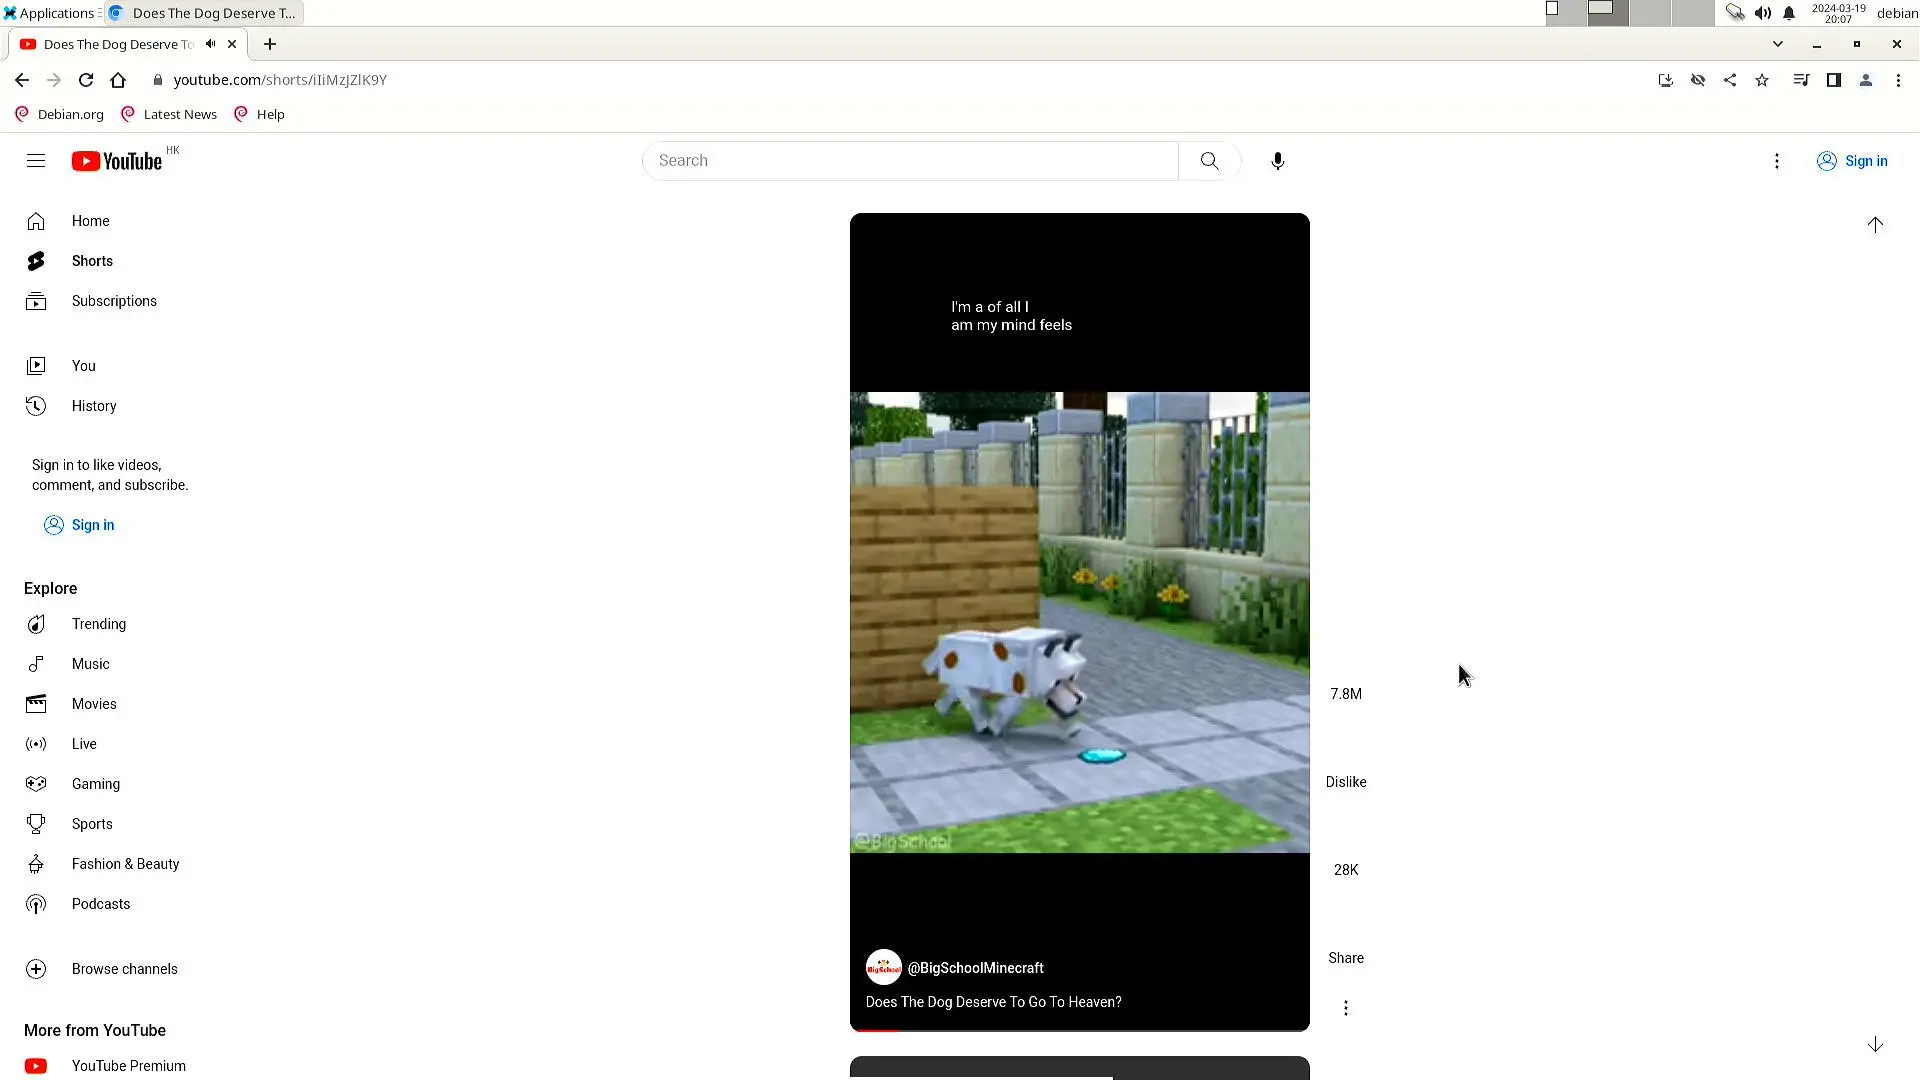 Applications
Does The Dog Deserve T...
2024-03-19
20:07
debian
Does The Dog Deserve To
youtube.com/shorts/iIiMzJZlK9Y
Debian.org
Latest News
Help
YouTube
HK
Search
Sign in
Home
Shorts
Subscriptions
You
History
Sign in to like videos,
comment, and subscribe.
Sign in
Explore
Trending
Music
Movies
Live
Gaming
Sports
Fashion & Beauty
Podcasts
Browse channels
More from YouTube
YouTube Premium
I'm a of all I
am my mind feels
@BigSchool
BigSchool
@BigSchoolMinecraft
Does The Dog Deserve To Go To Heaven?
7.8M
Dislike
28K
Share